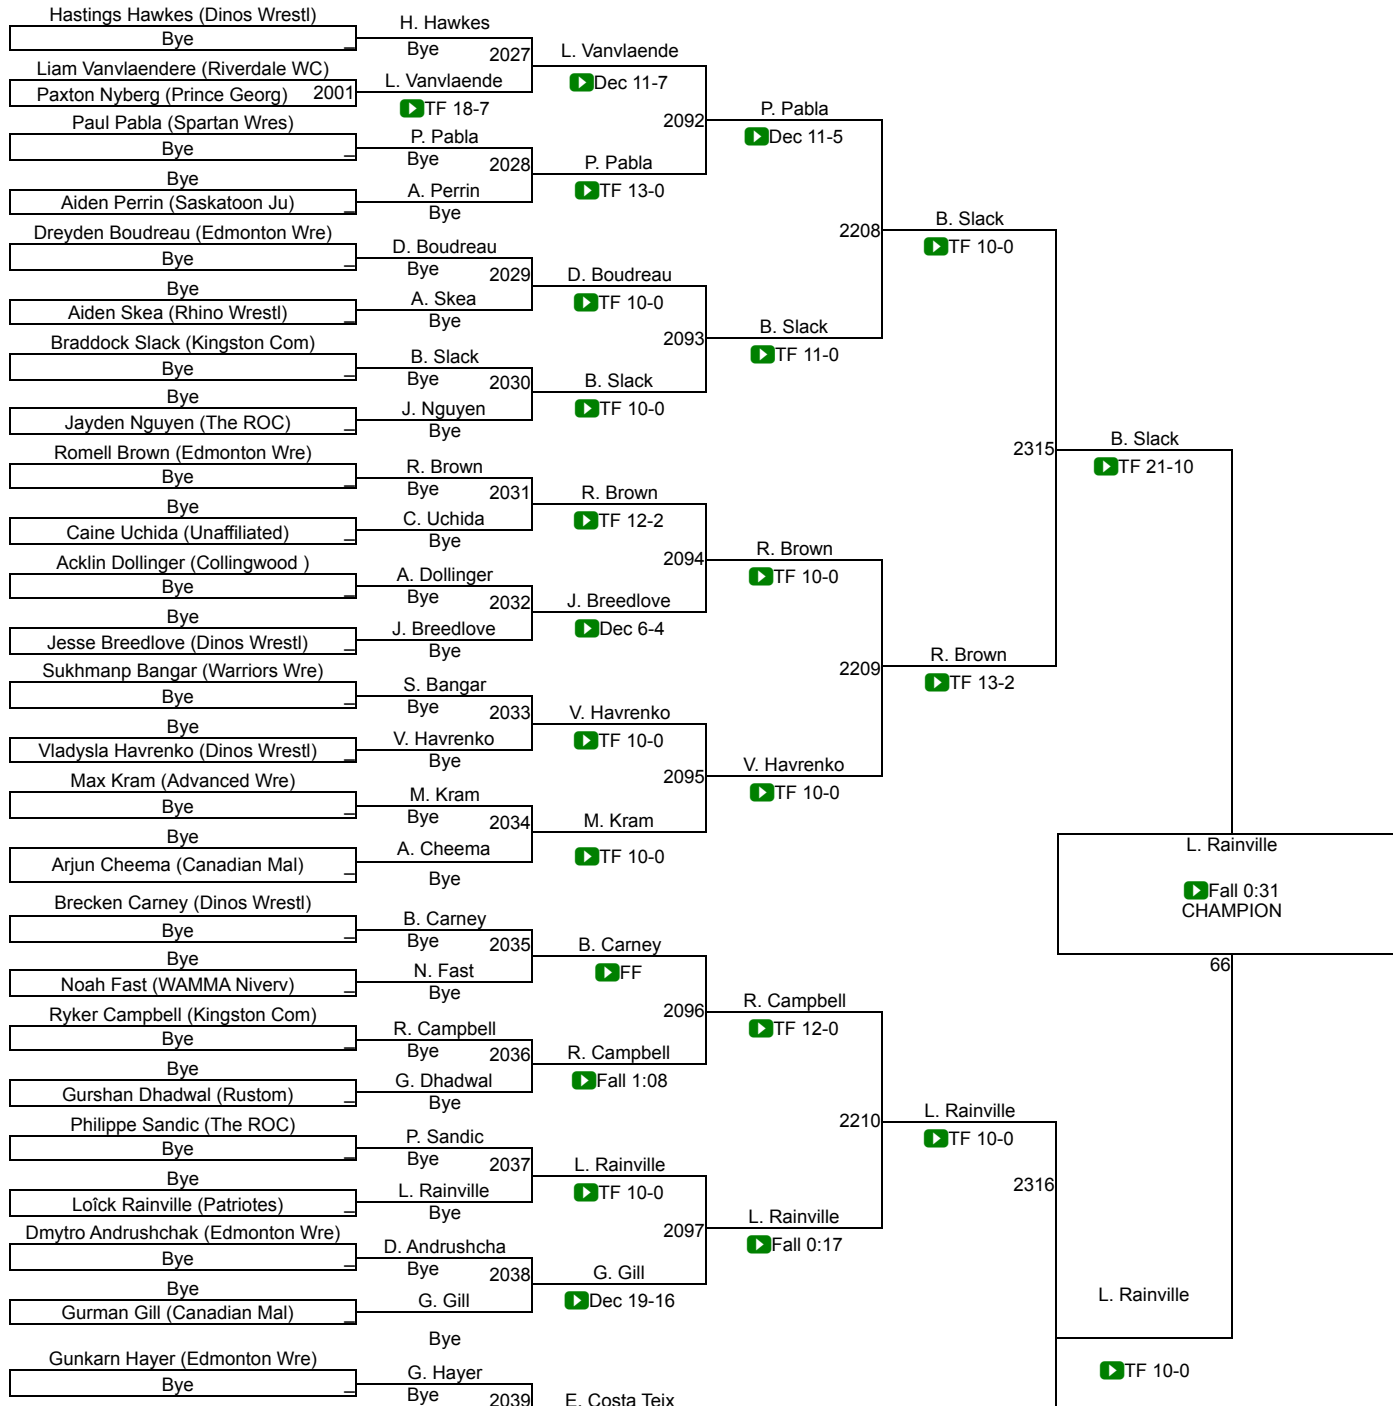 Hastings Hawkes (Dinos Wrestl)
Bye _
H. Hawkes
Bye 2027
Liam Vanvlaendere (Riverdale WC)
Paxton Nyberg (Prince Georg) 2001
L. Vanvlaende
TF 18-7
L. Vanvlaende
Dec 11-7
2092
Paul Pabla (Spartan Wres)
Bye _
P. Pabla
Bye 2028
Bye
Aiden Perrin (Saskatoon Ju) _
A. Perrin
Bye
P. Pabla
TF 13-0
P. Pabla
Dec 11-5
2208
Dreyden Boudreau (Edmonton Wre)
Bye _
D. Boudreau
Bye 2029
Bye
Aiden Skea (Rhino Wrestl) _
A. Skea
Bye
D. Boudreau
TF 10-0
2093
Braddock Slack (Kingston Com)
Bye _
B. Slack
Bye 2030
Bye
Jayden Nguyen (The ROC) _
J. Nguyen
Bye
B. Slack
TF 10-0
B. Slack
TF 11-0
B. Slack
TF 10-0
2315
Romell Brown (Edmonton Wre)
Bye _
R. Brown
Bye 2031
Bye
Caine Uchida (Unaffiliated) _
C. Uchida
Bye
R. Brown
TF 12-2
2094
Acklin Dollinger (Collingwood )
Bye _
A. Dollinger
Bye 2032
Bye
Jesse Breedlove (Dinos Wrestl) _
J. Breedlove
Bye
J. Breedlove
Dec 6-4
R. Brown
TF 10-0
2209
Sukhmanp Bangar (Warriors Wre)
Bye _
S. Bangar
Bye 2033
Bye
Vladysla Havrenko (Dinos Wrestl) _
V. Havrenko
Bye
V. Havrenko
TF 10-0
2095
Max Kram (Advanced Wre)
Bye _
M. Kram
Bye 2034
Bye
Arjun Cheema (Canadian Mal) _
A. Cheema
Bye
M. Kram
TF 10-0
V. Havrenko
TF 10-0
R. Brown
TF 13-2
B. Slack
TF 21-10
L. Rainville
Fall 0:31
CHAMPION
66
Brecken Carney (Dinos Wrestl)
Bye _
B. Carney
Bye 2035
Bye
Noah Fast (WAMMA Niverv) _
N. Fast
Bye
B. Carney
FF
2096
Ryker Campbell (Kingston Com)
Bye _
R. Campbell
Bye 2036
Bye
Gurshan Dhadwal (Rustom) _
G. Dhadwal
Bye
R. Campbell
Fall 1:08
R. Campbell
TF 12-0
2210
Philippe Sandic (The ROC)
Bye _
P. Sandic
Bye 2037
Bye
Loîck Rainville (Patriotes) _
L. Rainville
Bye
L. Rainville
TF 10-0
2097
Dmytro Andrushchak (Edmonton Wre)
Bye _
D. Andrushcha
Bye 2038
Bye
Gurman Gill (Canadian Mal) _
G. Gill
Bye
G. Gill
Dec 19-16
L. Rainville
Fall 0:17
L. Rainville
TF 10-0
2316
L. Rainville
TF 10-0
Gunkarn Hayer (Edmonton Wre)
Bye _
G. Hayer
Bye 2039
E. Costa Teix